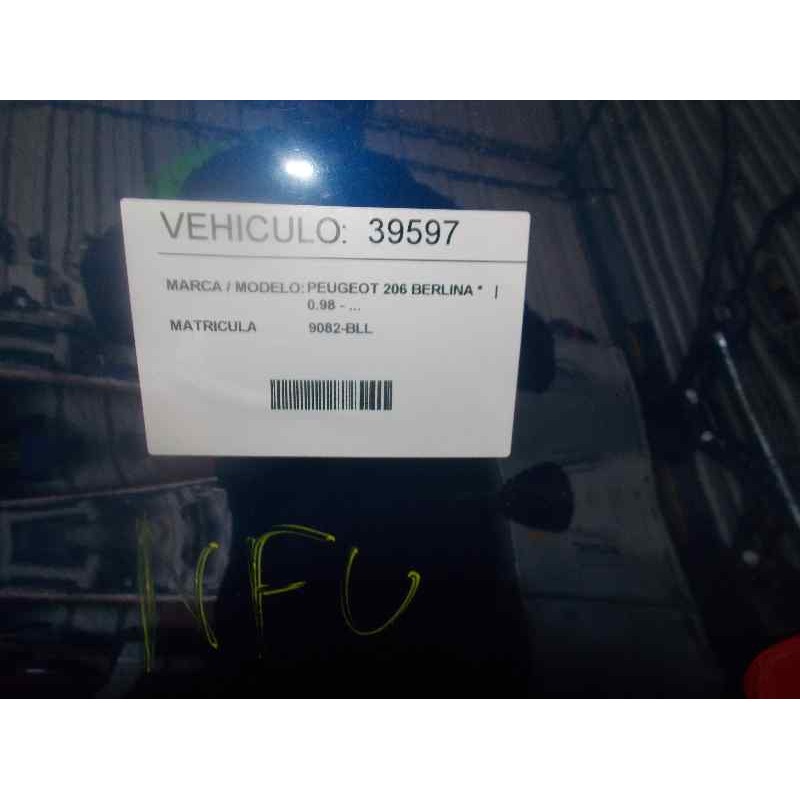 VEHICULO: 39597
MARCA / MODELO: PEUGEOT 206 BERLINA * |
0.98 - ...
MATRICULA 9082-BLL
NFU